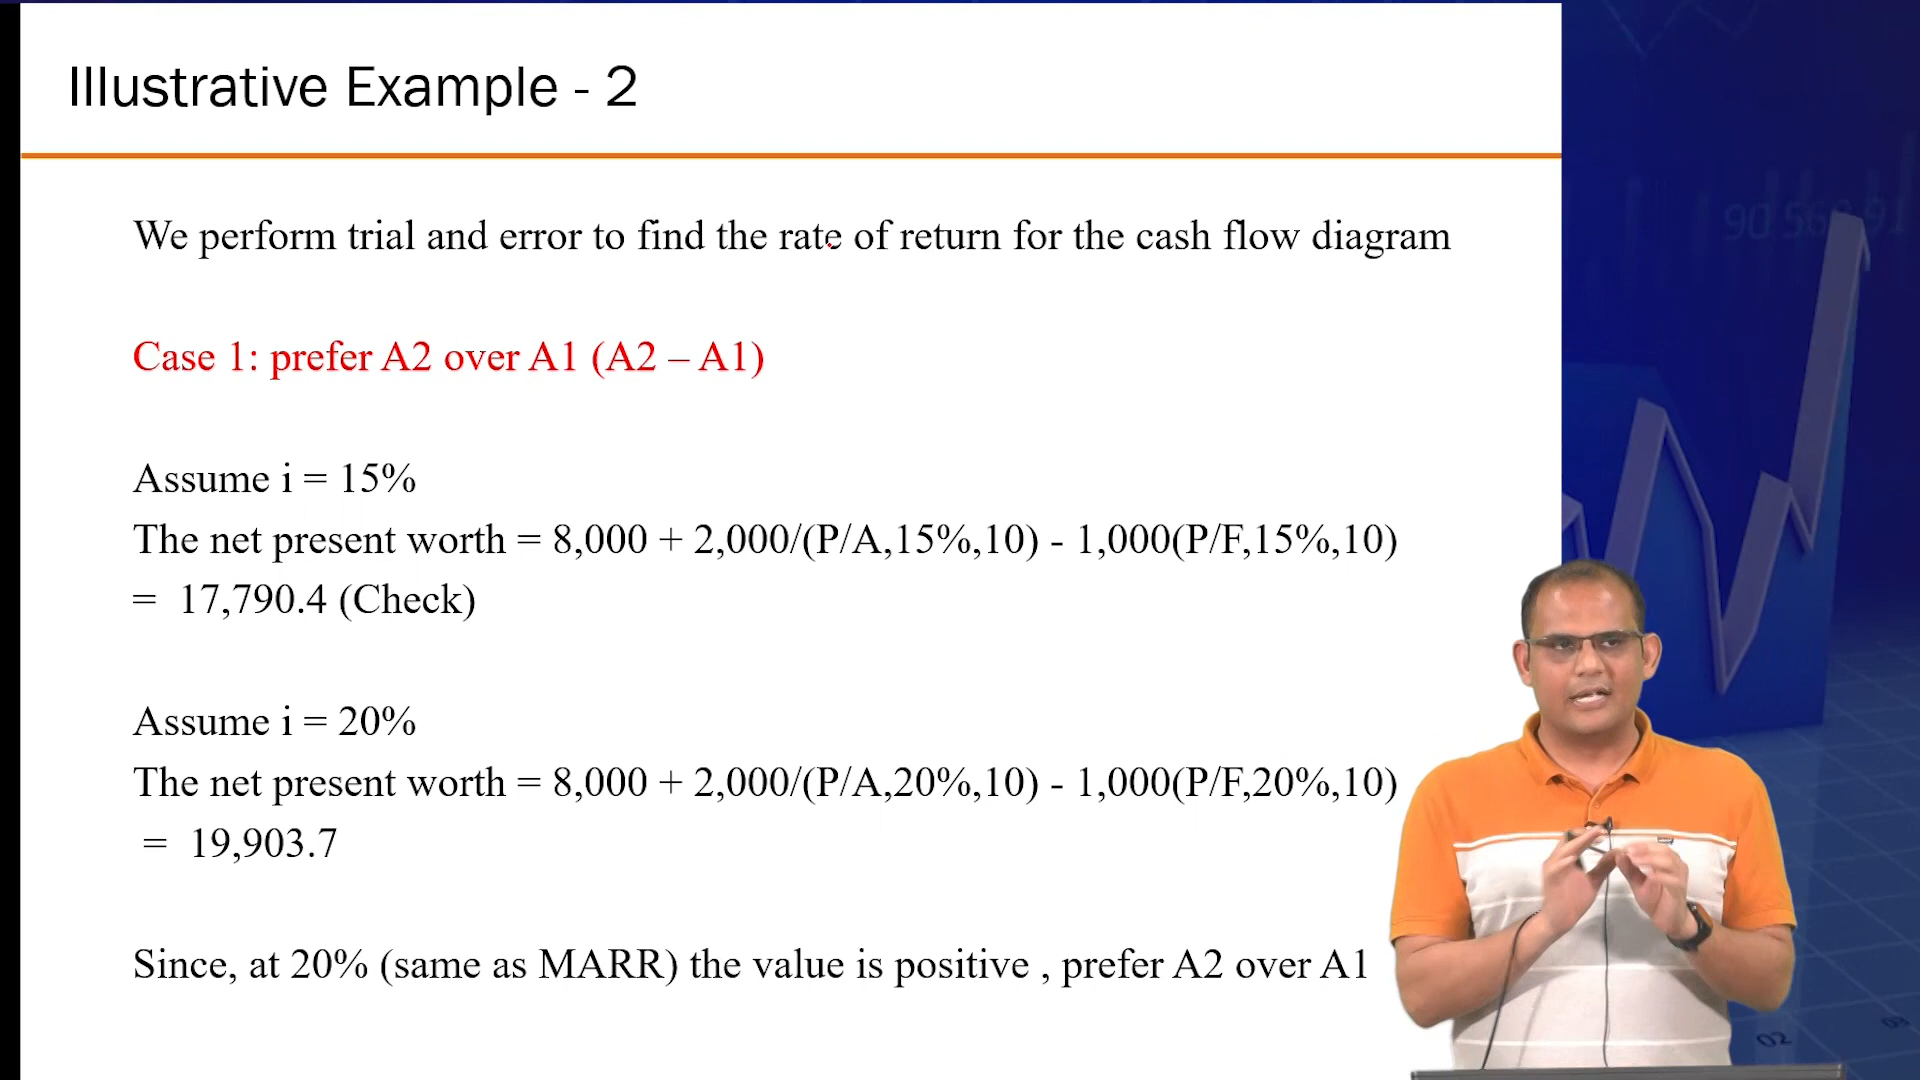 Illustrative Example - 2
We perform trial and error to find the rate of return for the cash flow diagram
Case 1: prefer A2 over A1 (A2 – A1)
Assume i = 15%
The net present worth = 8,000 + 2,000/(P/A,15%,10) - 1,000(P/F,15%,10)
= 17,790.4 (Check)
Assume i = 20%
The net present worth = 8,000 + 2,000/(P/A,20%,10) - 1,000(P/F,20%,10)
= 19,903.7
Since, at 20% (same as MARR) the value is positive , prefer A2 over A1
02
03